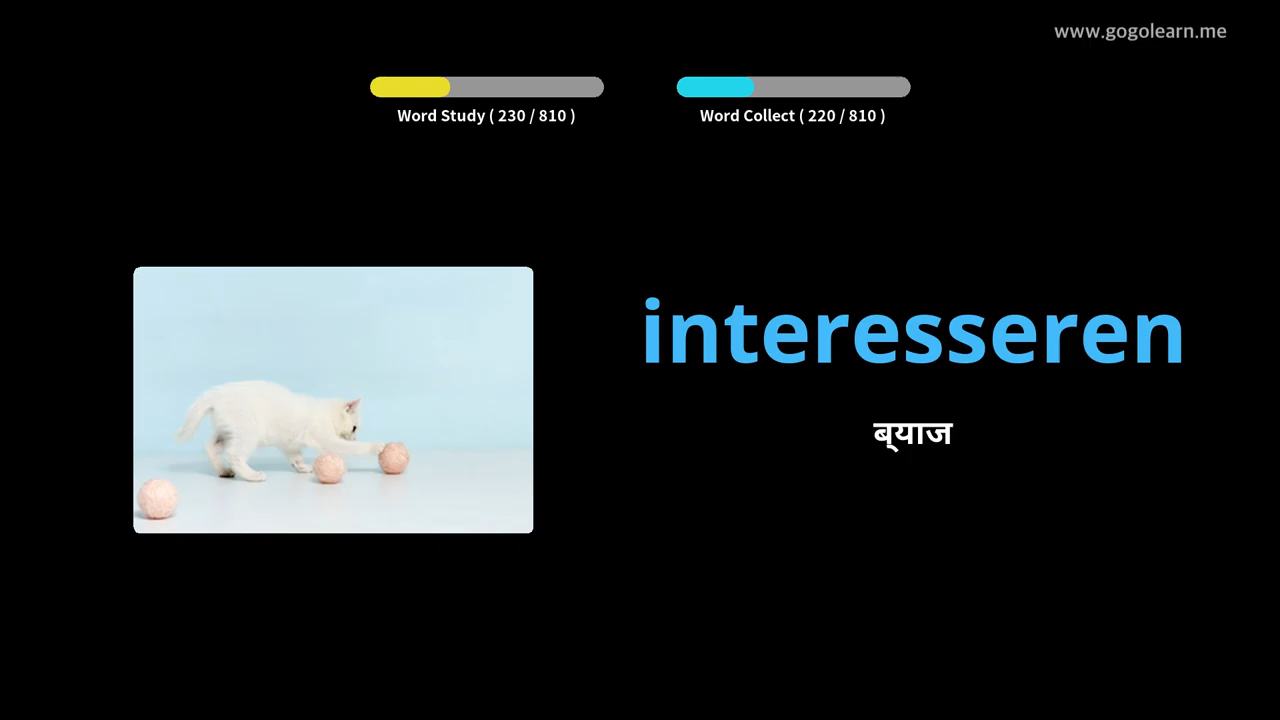 www.gogolearn.me
Word Study ( 230 / 810 )
Word Collect ( 220 / 810 )
interesseren
ब्याज